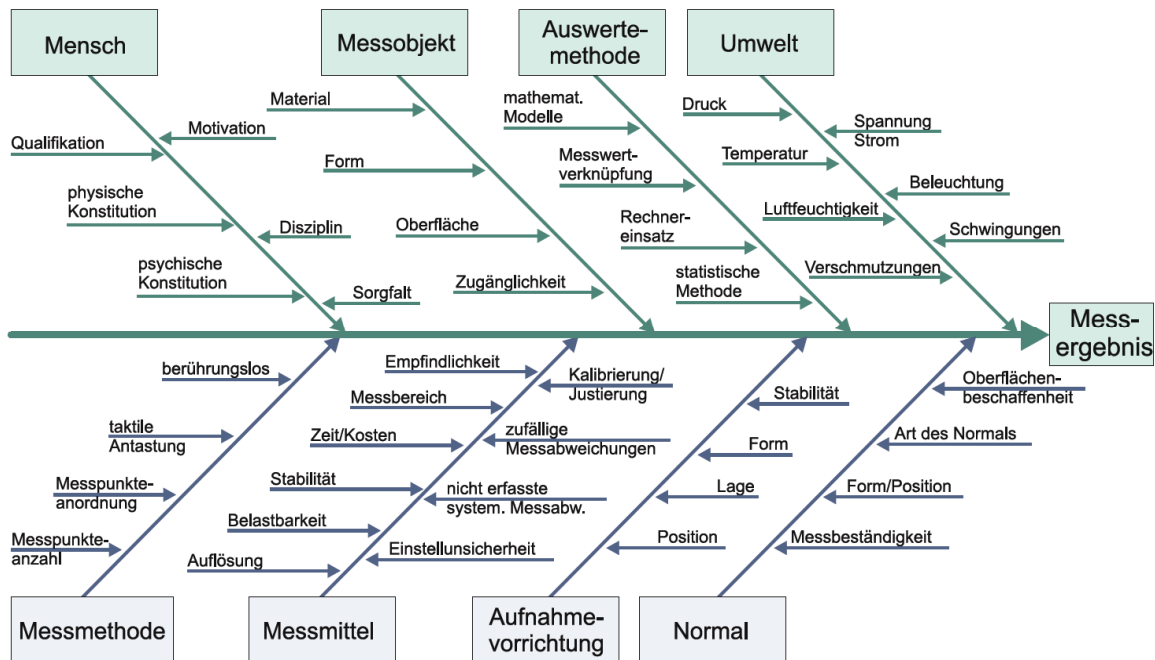 Mensch
Messobjekt
Auswerte-
methode
Umwelt
Qualifikation
Motivation
physische
Konstitution
Disziplin
psychische
Konstitution
Sorgfalt
Material
Form
Oberfläche
Zugänglichkeit
mathemat.
Modelle
Messwert-
verknüpfung
Rechner-
einsatz
statistische
Methode
Druck
Spannung
Strom
Temperatur
Beleuchtung
Luftfeuchtigkeit
Schwingungen
Verschmutzungen
Mess-
ergebnis
berührungslos
taktile
Antastung
Messpunkte-
anordnung
Messpunkte-
anzahl
Empfindlichkeit
Kalibrierung/
Justierung
Messbereich
Zeit/Kosten
zufällige
Messabweichungen
Stabilität
nicht erfasste
system. Messabw.
Belastbarkeit
Einstellunsicherheit
Auflösung
Stabilität
Form
Lage
Position
Oberflächen-
beschaffenheit
Art des Normals
Form/Position
Messbeständigkeit
Messmethode
Messmittel
Aufnahme-
vorrichtung
Normal